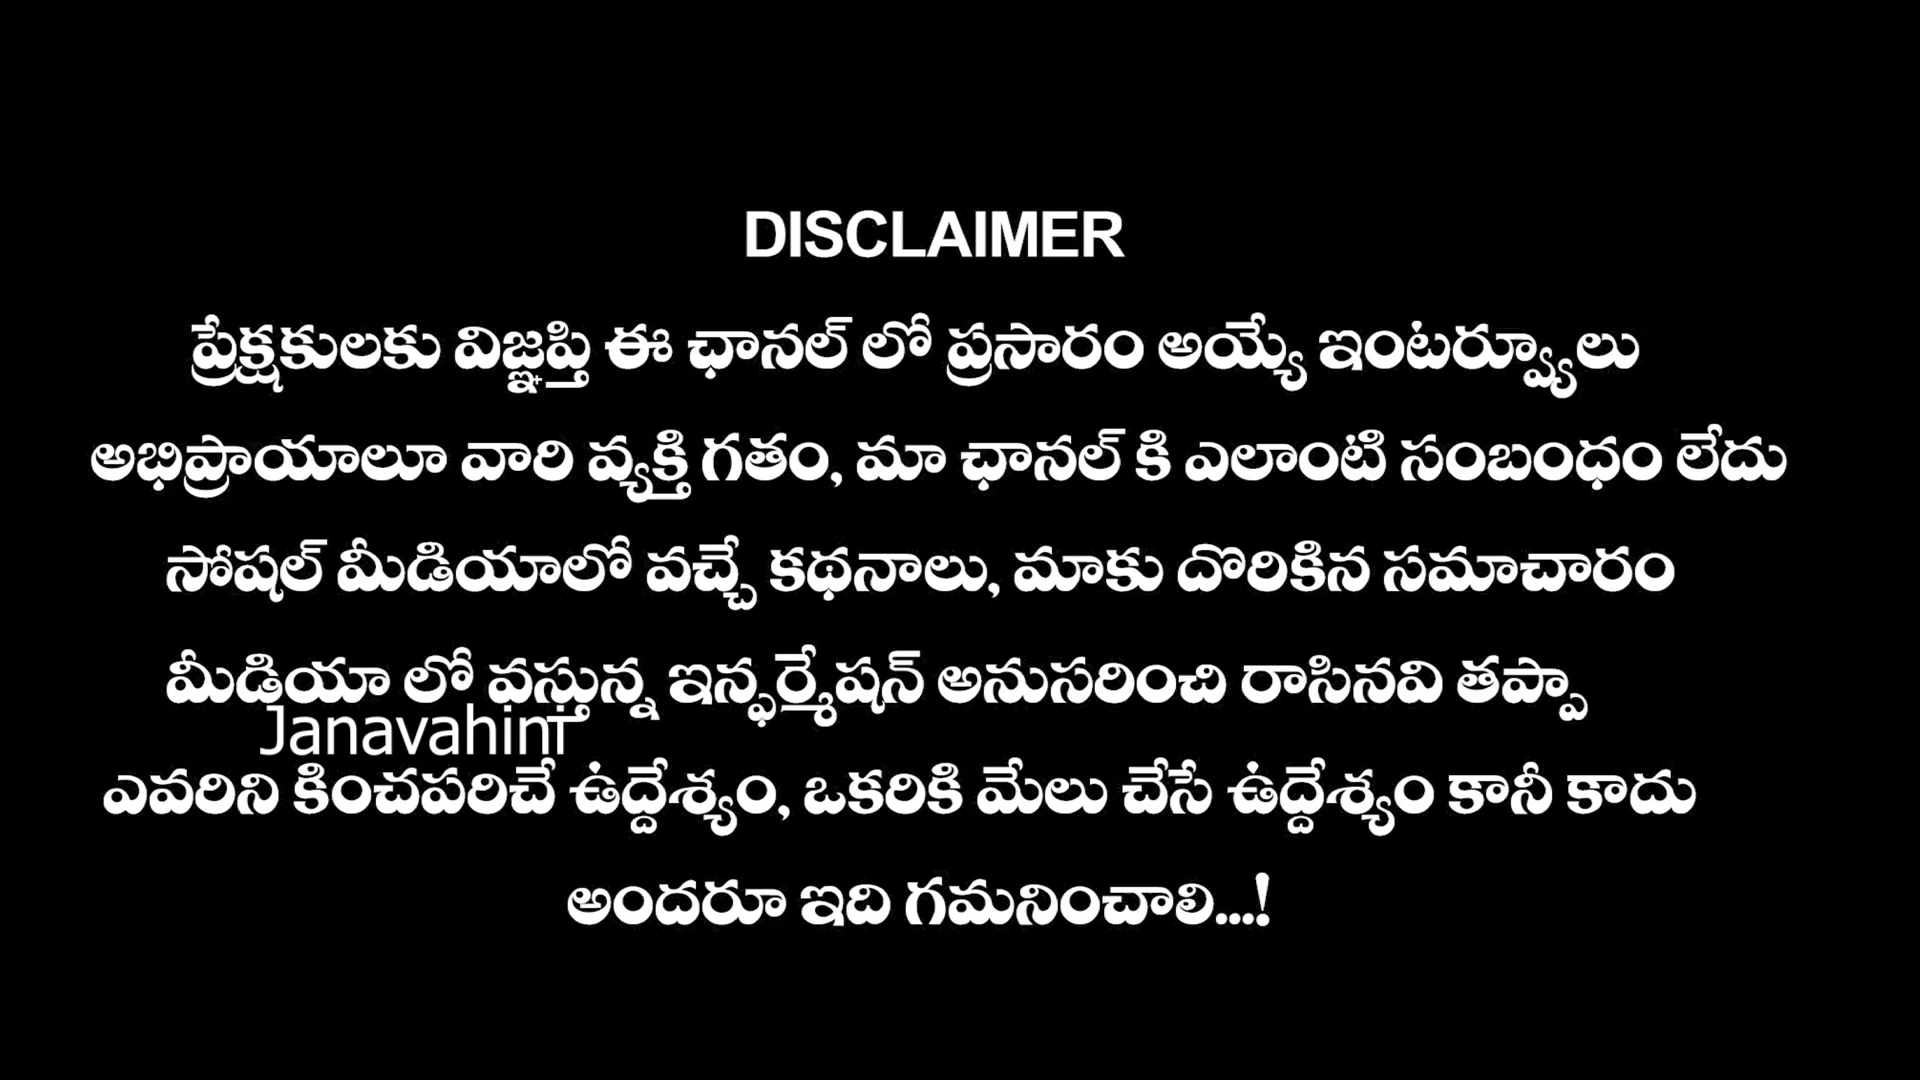 DISCLAIMER
ప్రేక్షకులకు విజ్ఞప్తి ఈ ఛానల్ లో ప్రసారం అయ్యే ఇంటర్వ్యూలు
అభిప్రాయాలూ వారి వ్యక్తి గతం, మా ఛానల్ కి ఎలాంటి సంబంధం లేదు
సోషల్ మీడియాలో వచ్చే కథనాలు, మాకు దొరికిన సమాచారం
మీడియా లో వస్తున్న ఇన్ఫర్మేషన్ అనుసరించి రాసినవి తప్పా
Janavahini
ఎవరిని కించపరిచే ఉద్దేశ్యం, ఒకరికి మేలు చేసే ఉద్దేశ్యం కానీ కాదు
అందరూ ఇది గమనించాలి...!